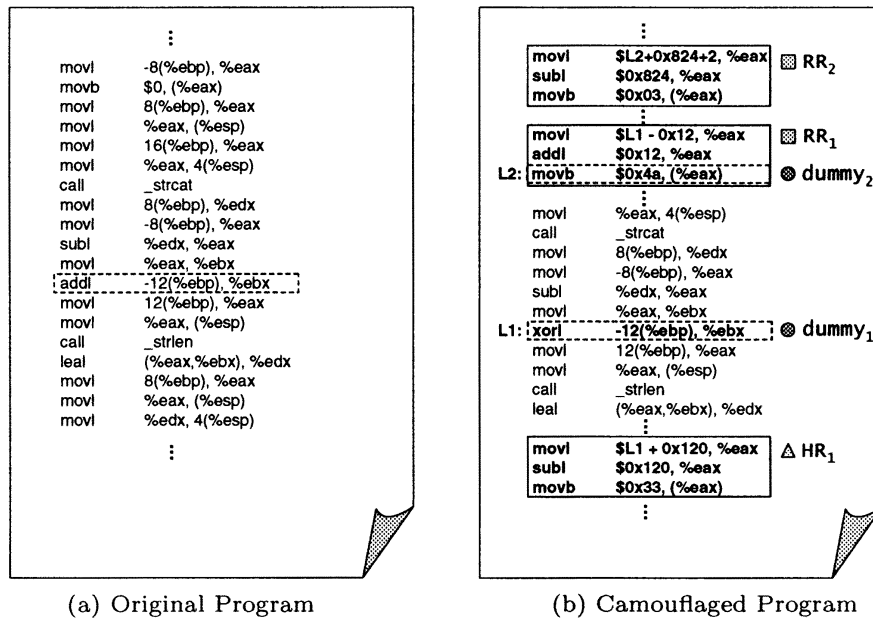 movl -8(%ebp), %eax
movb $0, (%eax)
movl 8(%ebp), %eax
movl %eax, (%esp)
movl 16(%ebp), %eax
movl %eax, 4(%esp)
call _strcat
movl 8(%ebp), %edx
movl -8(%ebp), %eax
subl %edx, %eax
movl %eax, %ebx
addl -12(%ebp), %ebx
movl 12(%ebp), %eax
movl %eax, (%esp)
call _strlen
leal (%eax,%ebx), %edx
movl 8(%ebp), %eax
movl %eax, (%esp)
movl %edx, 4(%esp)
(a) Original Program
movl $L2+0x824+2, %eax RR2
subl $0x824, %eax
movb $0x03, (%eax)
movl $L1 - 0x12, %eax RR1
addl $0x12, %eax
L2: movb $0x4a, (%eax) dummy2
movl %eax, 4(%esp)
call _strcat
movl 8(%ebp), %edx
movl -8(%ebp), %eax
subl %edx, %eax
movl %eax, %ebx
L1: xorl -12(%ebp), %ebx dummy1
movl 12(%ebp), %eax
movl %eax, (%esp)
call _strlen
leal (%eax,%ebx), %edx
movl $L1 + 0x120, %eax HR1
subl $0x120, %eax
movb $0x33, (%eax)
(b) Camouflaged Program